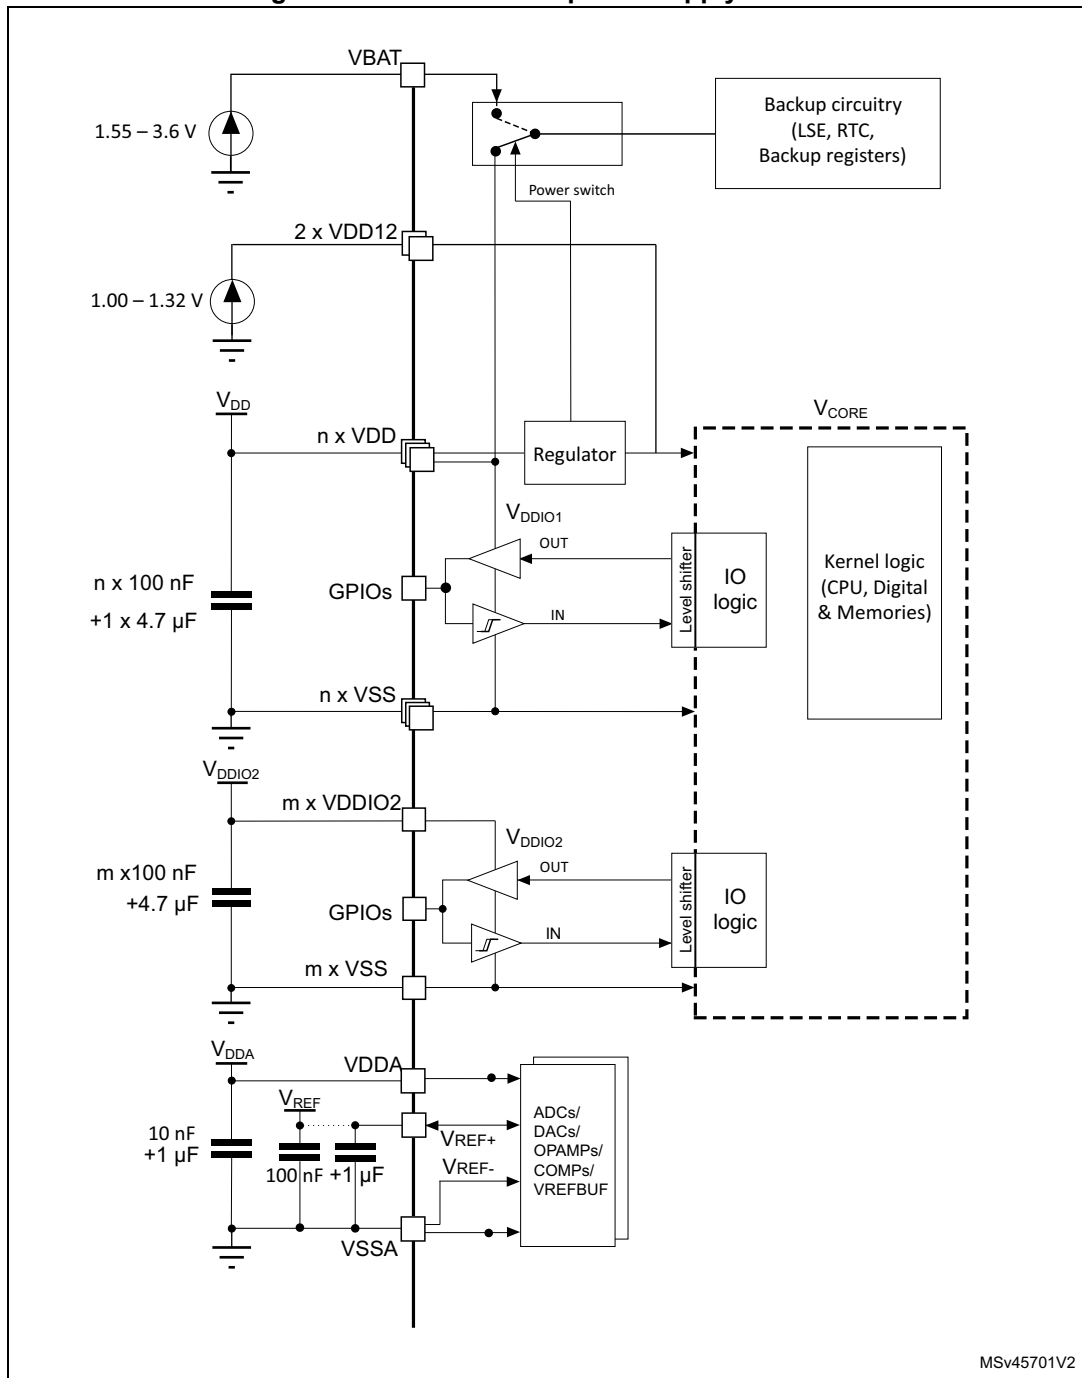 VBAT
1.55 – 3.6 V
Backup circuitry
(LSE, RTC,
Backup registers)
Power switch
2 x VDD12
1.00 – 1.32 V
VDD
n x VDD
Regulator
VCORE
VDDIO1
OUT
n x 100 nF
+1 x 4.7 µF
GPIOs
IN
Level shifter
IO
logic
Kernel logic
(CPU, Digital
& Memories)
n x VSS
VDDIO2
m x VDDIO2
VDDIO2
OUT
m x100 nF
+4.7 µF
GPIOs
IN
Level shifter
IO
logic
m x VSS
VDDA
VDDA
VREF
10 nF
+1 µF
100 nF
+1 µF
VREF+
VREF-
ADCs/
DACs/
OPAMPs/
COMPs/
VREFBUF
VSSA
MSv45701V2